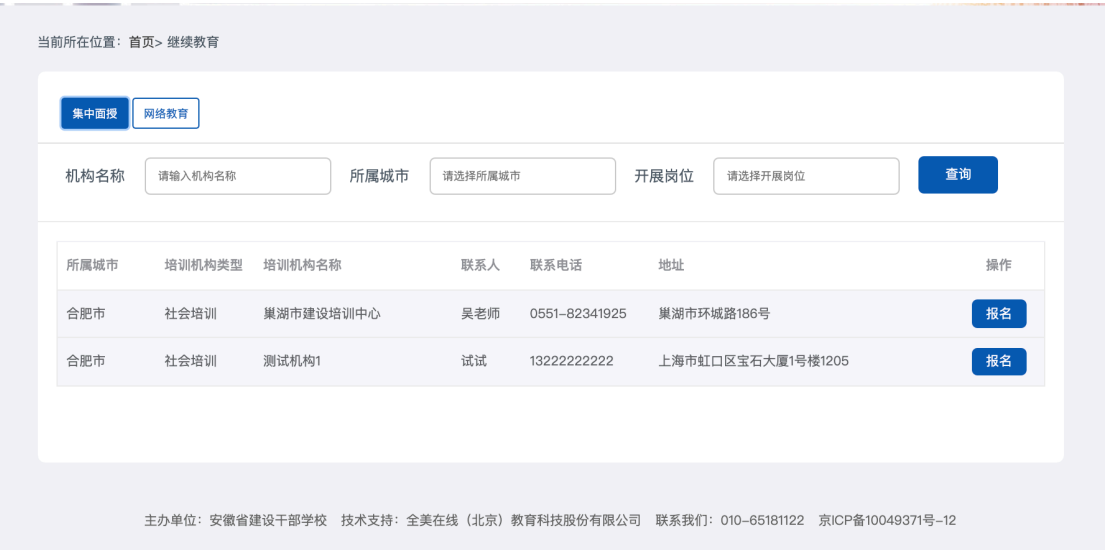 当前所在位置：首页> 继续教育
集中面授 网络教育
机构名称 请输入机构名称 所属城市 请选择所属城市 开展岗位 请选择开展岗位 查询
所属城市 培训机构类型 培训机构名称 联系人 联系电话 地址 操作
合肥市 社会培训 巢湖市建设培训中心 吴老师 0551-82341925 巢湖市环城路186号 报名
合肥市 社会培训 测试机构1 试试 13222222222 上海市虹口区宝石大厦1号楼1205 报名
主办单位：安徽省建设干部学校 技术支持：全美在线（北京）教育科技股份有限公司 联系我们：010-65181122 京ICP备10049371号-12